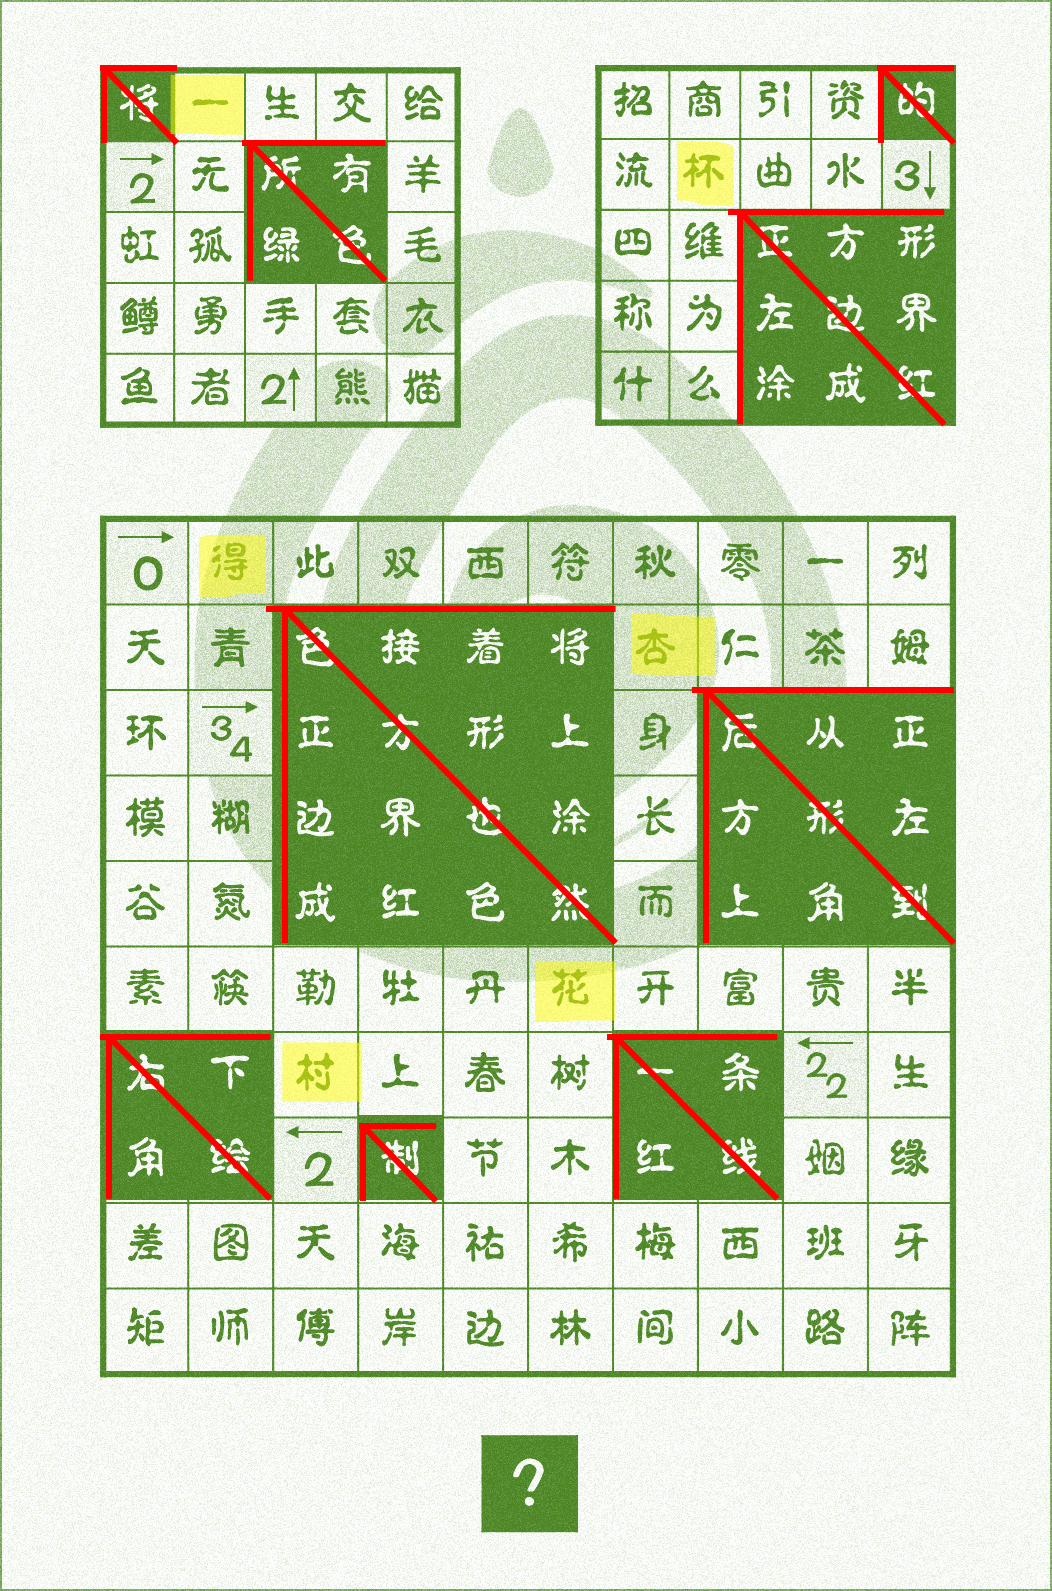 将一生交给
2无所有羊
虹孤绿色毛
鳟勇手套衣
鱼者2熊猫
招商引资的
流杯曲水3
四维正方形
称为左边界
什么涂成红
0得此双西符秋零一列
天青色接着将杏仁茶姆
环34正方形上身后从正
模糊边界也涂长方形左
谷氮成红色然而上角到
素筷勒牡丹花开富贵半
右下村上春树一条22生
角绘2制节木红线烟缘
差图天海祐希梅西班牙
矩师傅岸边林间小路阵
?